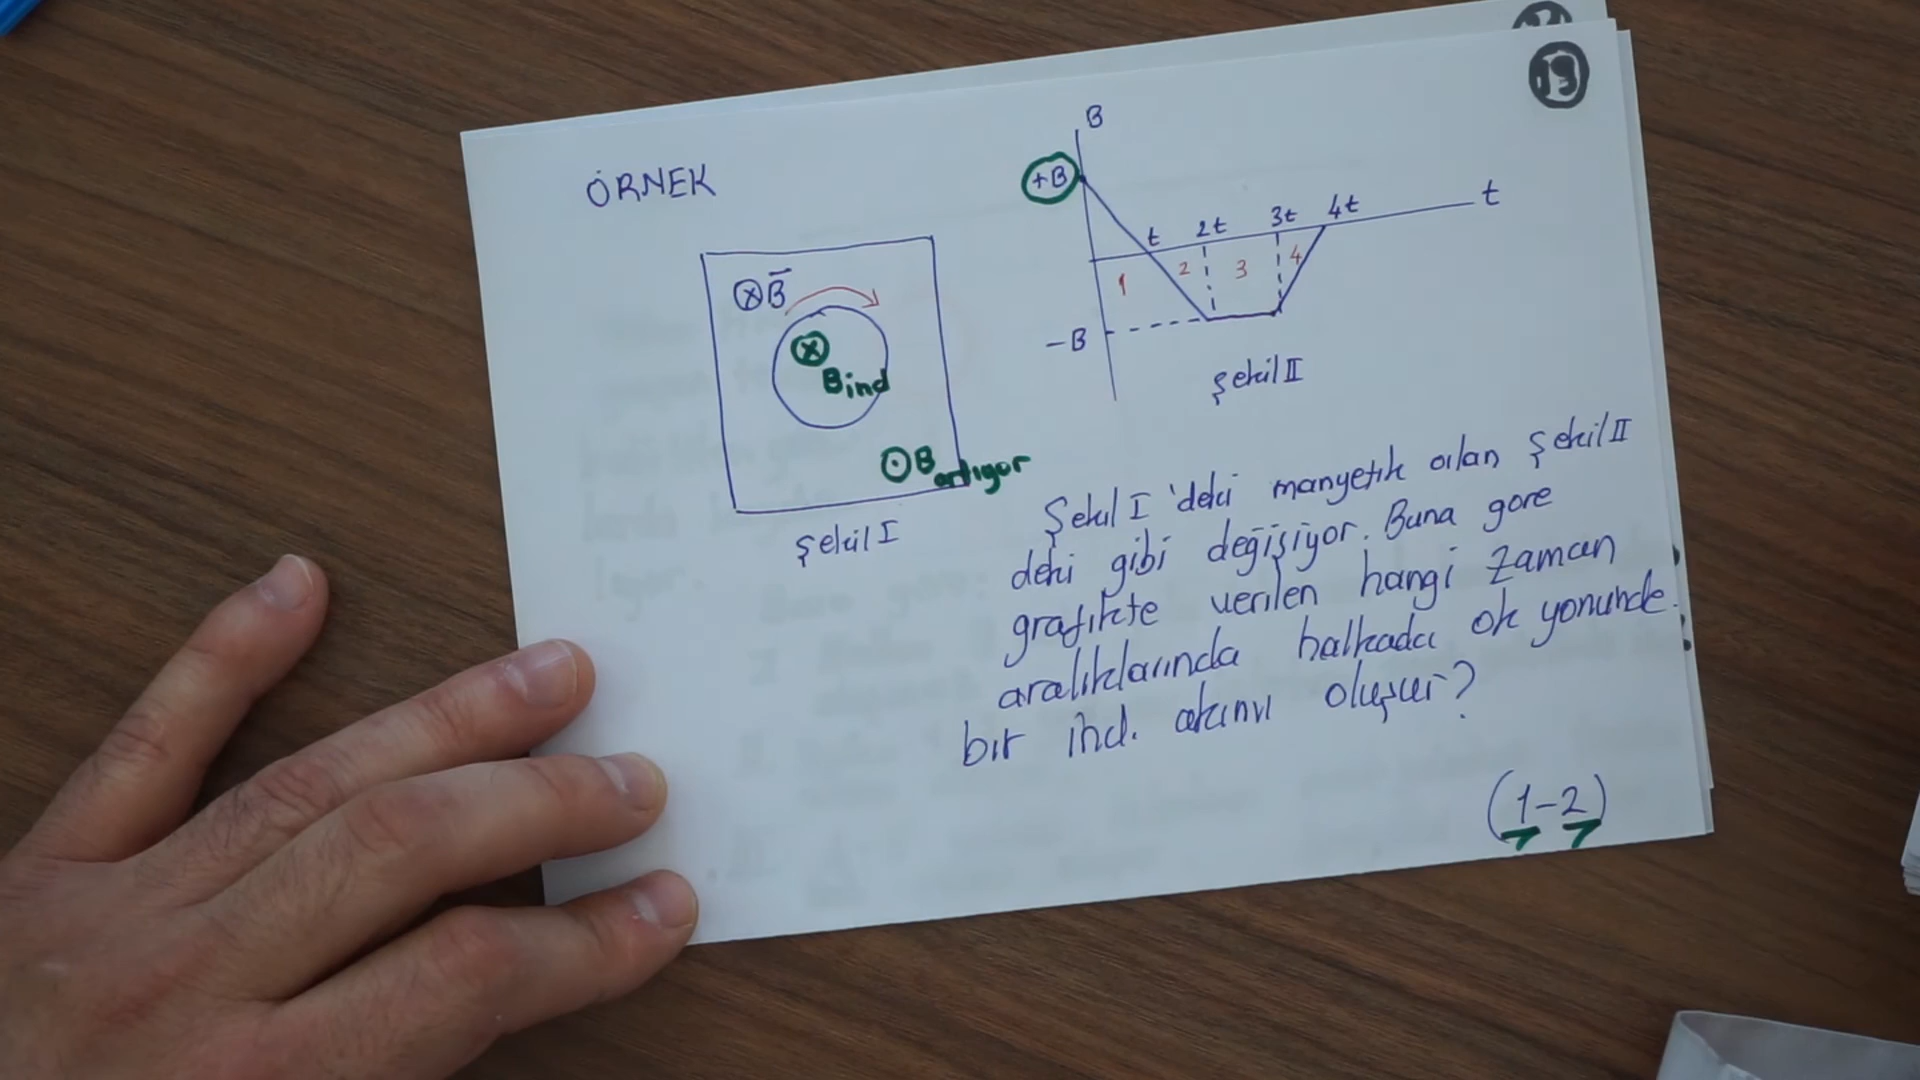 19
ÖRNEK
⊗B
⊗
Bind
⊙B artıyor
Şekil I
B
+B
t 2t 3t 4t t
1 2 3 4
-B
Şekil II
Şekil I 'deki manyetik alan Şekil II
deki gibi değişiyor. Buna göre
grafikte verilen hangi zaman
aralıklarında halkada ok yönünde
bir ind. akımı oluşur?
(1-2)